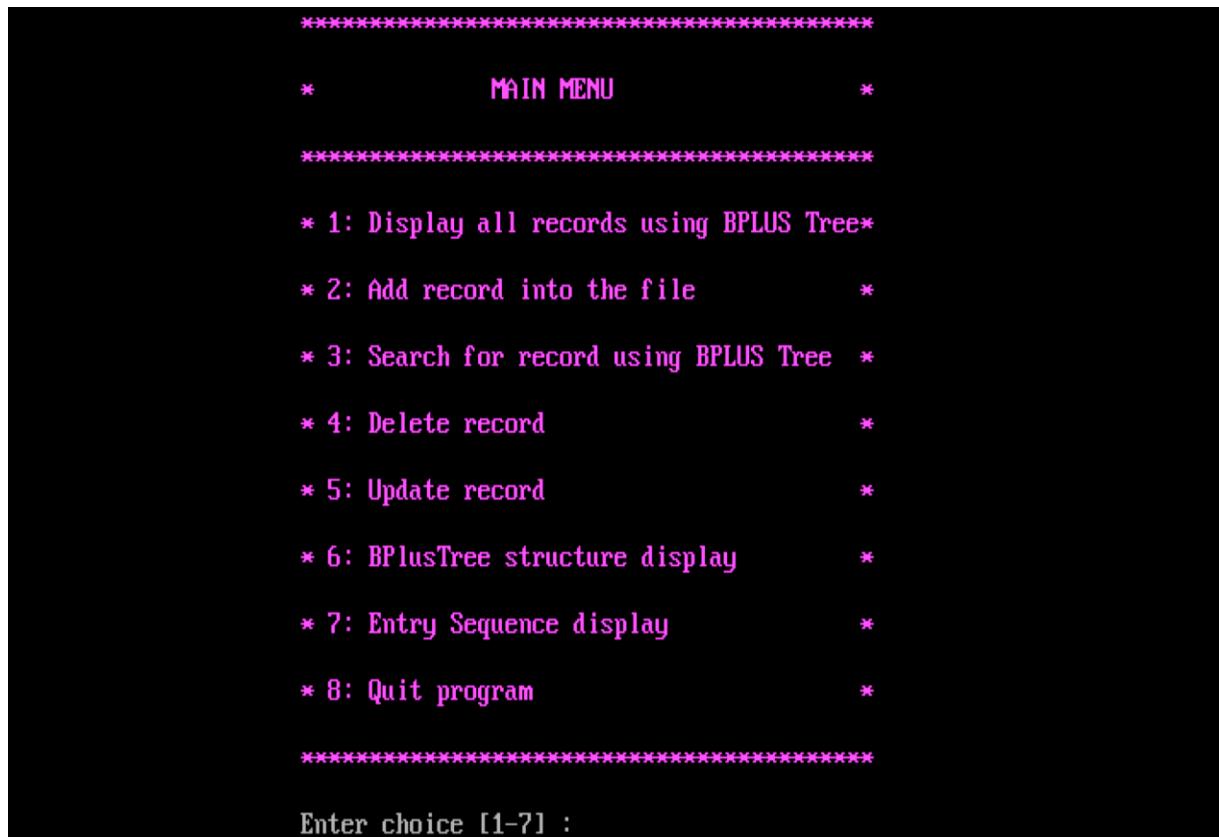 ******************************************
* MAIN MENU *
******************************************
* 1: Display all records using BPLUS Tree*
* 2: Add record into the file *
* 3: Search for record using BPLUS Tree *
* 4: Delete record *
* 5: Update record *
* 6: BPlusTree structure display *
* 7: Entry Sequence display *
* 8: Quit program *
******************************************
Enter choice [1-7] :